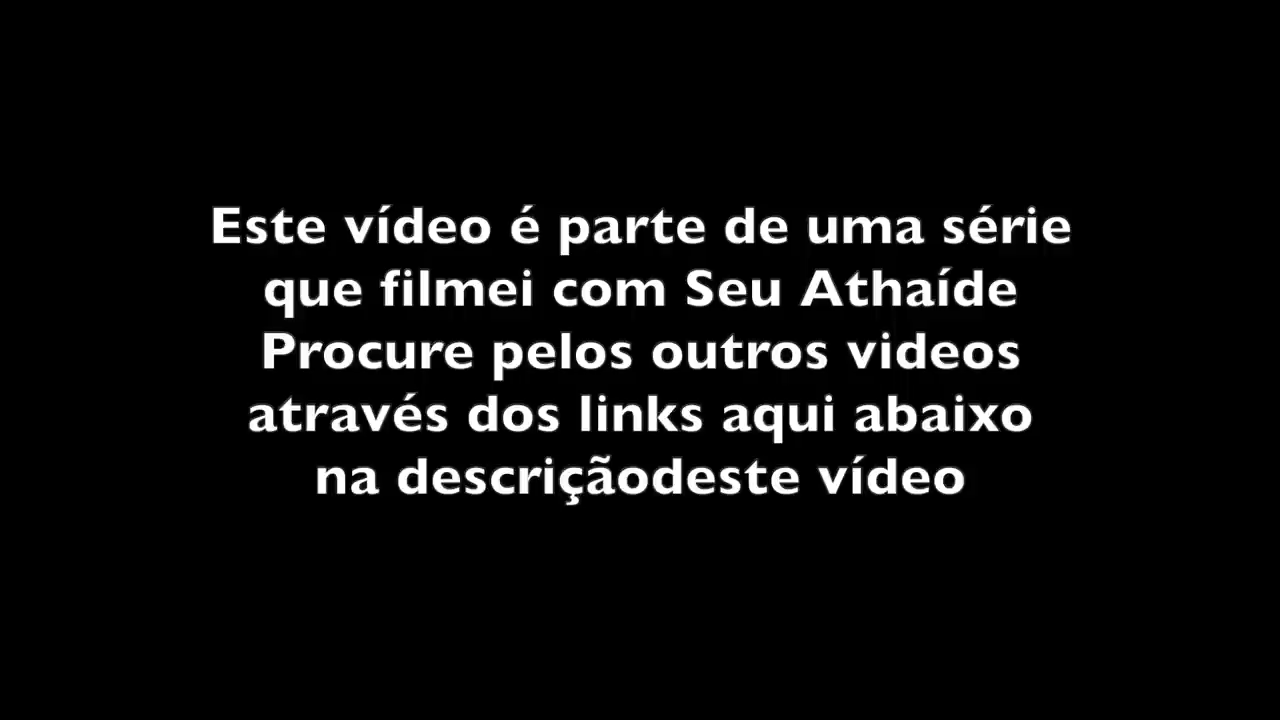 Este vídeo é parte de uma série
que filmei com Seu Athaíde
Procure pelos outros videos
através dos links aqui abaixo
na descriçãodeste vídeo